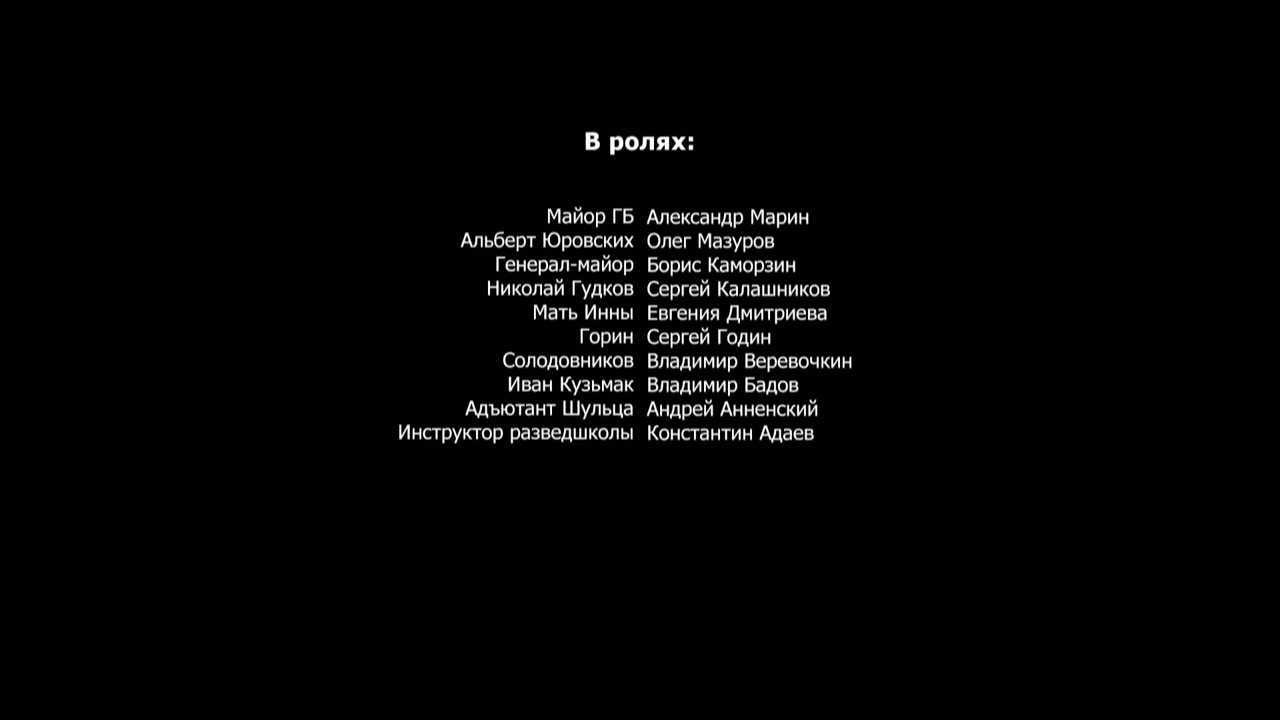 В ролях:
Майор ГБ Александр Марин
Альберт Юровских Олег Мазуров
Генерал-майор Борис Каморзин
Николай Гудков Сергей Калашников
Мать Инны Евгения Дмитриева
Горин Сергей Годин
Солодовников Владимир Веревочкин
Иван Кузьмак Владимир Бадов
Адъютант Шульца Андрей Анненский
Инструктор разведшколы Константин Адаев